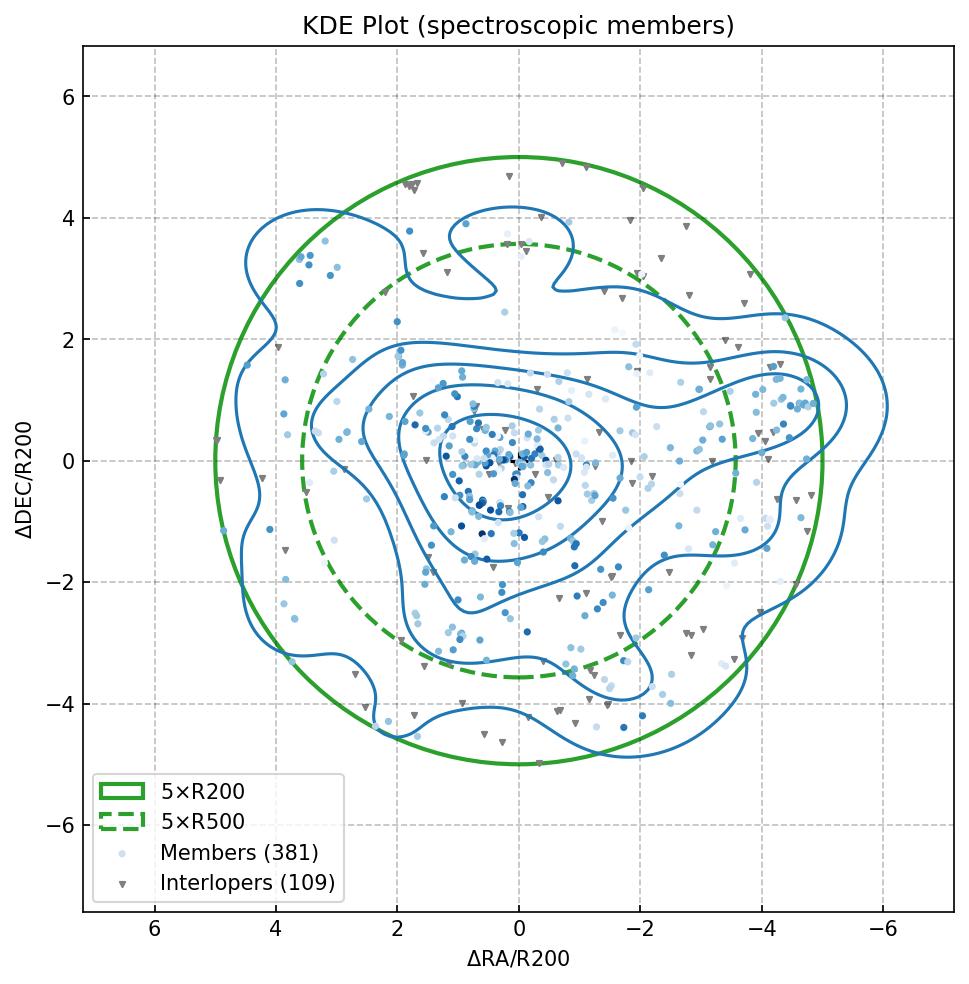 KDE Plot (spectroscopic members)
6
4
2
0
−2
−4
−6
ΔDEC/R200
5×R200
5×R500
Members (381)
Interlopers (109)
6 4 2 0 −2 −4 −6
ΔRA/R200